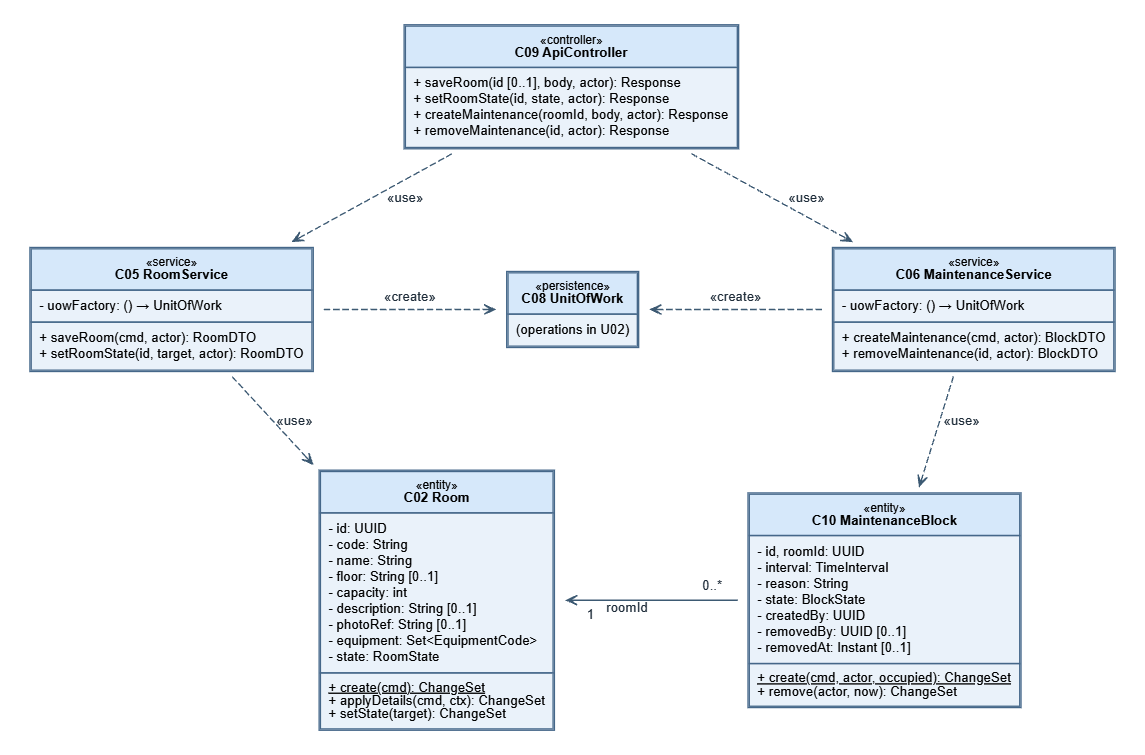 «controller»
C09 ApiController
+ saveRoom(id [0..1], body, actor): Response
+ setRoomState(id, state, actor): Response
+ createMaintenance(roomId, body, actor): Response
+ removeMaintenance(id, actor): Response
«use»
«use»
«service»
C05 RoomService
- uowFactory: () → UnitOfWork
+ saveRoom(cmd, actor): RoomDTO
+ setRoomState(id, target, actor): RoomDTO
«create»
«persistence»
C08 UnitOfWork
(operations in U02)
«create»
«service»
C06 MaintenanceService
- uowFactory: () → UnitOfWork
+ createMaintenance(cmd, actor): BlockDTO
+ removeMaintenance(id, actor): BlockDTO
«use»
«use»
«entity»
C02 Room
- id: UUID
- code: String
- name: String
- floor: String [0..1]
- capacity: int
- description: String [0..1]
- photoRef: String [0..1]
- equipment: Set<EquipmentCode>
- state: RoomState
+ create(cmd): ChangeSet
+ applyDetails(cmd, ctx): ChangeSet
+ setState(target): ChangeSet
0..*
1
roomId
«entity»
C10 MaintenanceBlock
- id, roomId: UUID
- interval: TimeInterval
- reason: String
- state: BlockState
- createdBy: UUID
- removedBy: UUID [0..1]
- removedAt: Instant [0..1]
+ create(cmd, actor, occupied): ChangeSet
+ remove(actor, now): ChangeSet